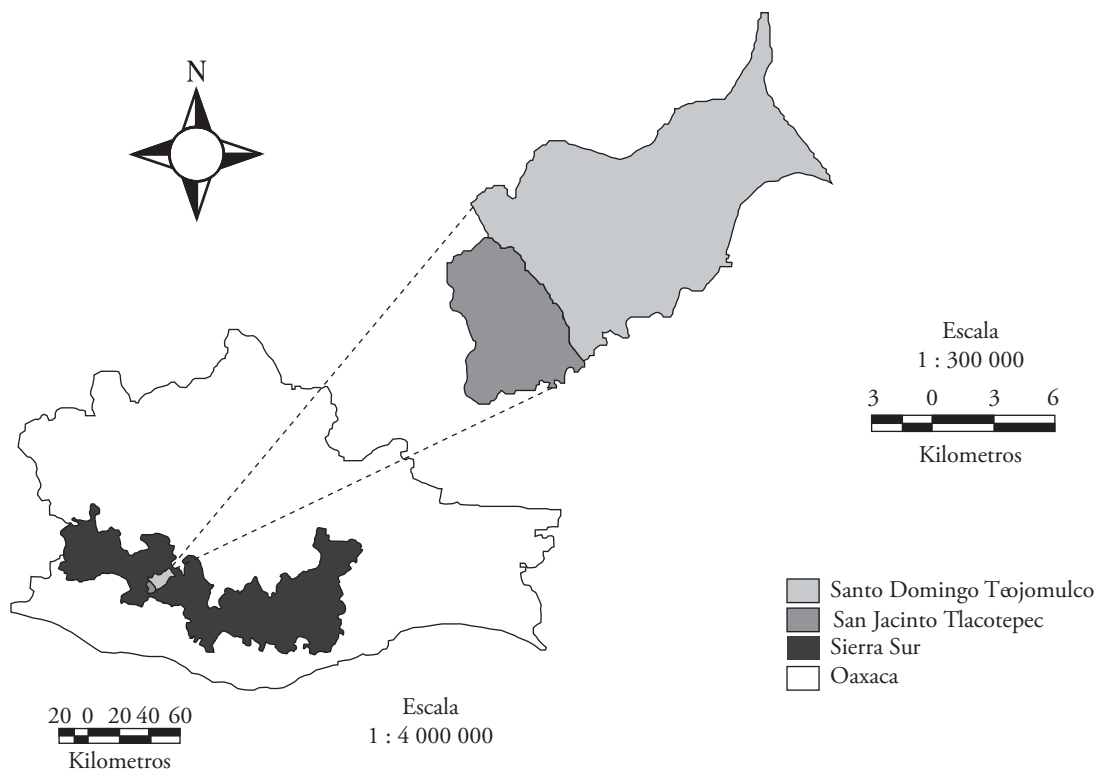 N
Escala
1 : 300 000
3 0 3 6
Kilometros
Santo Domingo Teojomulco
San Jacinto Tlacotepec
Sierra Sur
Oaxaca
Escala
1 : 4 000 000
20 0 20 40 60
Kilometros